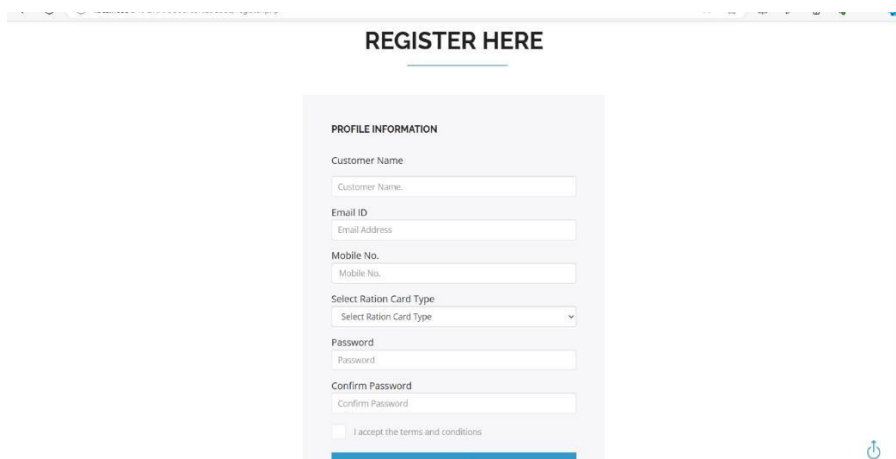 REGISTER HERE
PROFILE INFORMATION
Customer Name
Customer Name.
Email ID
Email Address
Mobile No.
Mobile No.
Select Ration Card Type
Select Ration Card Type
Password
Password
Confirm Password
Confirm Password
I accept the terms and conditions